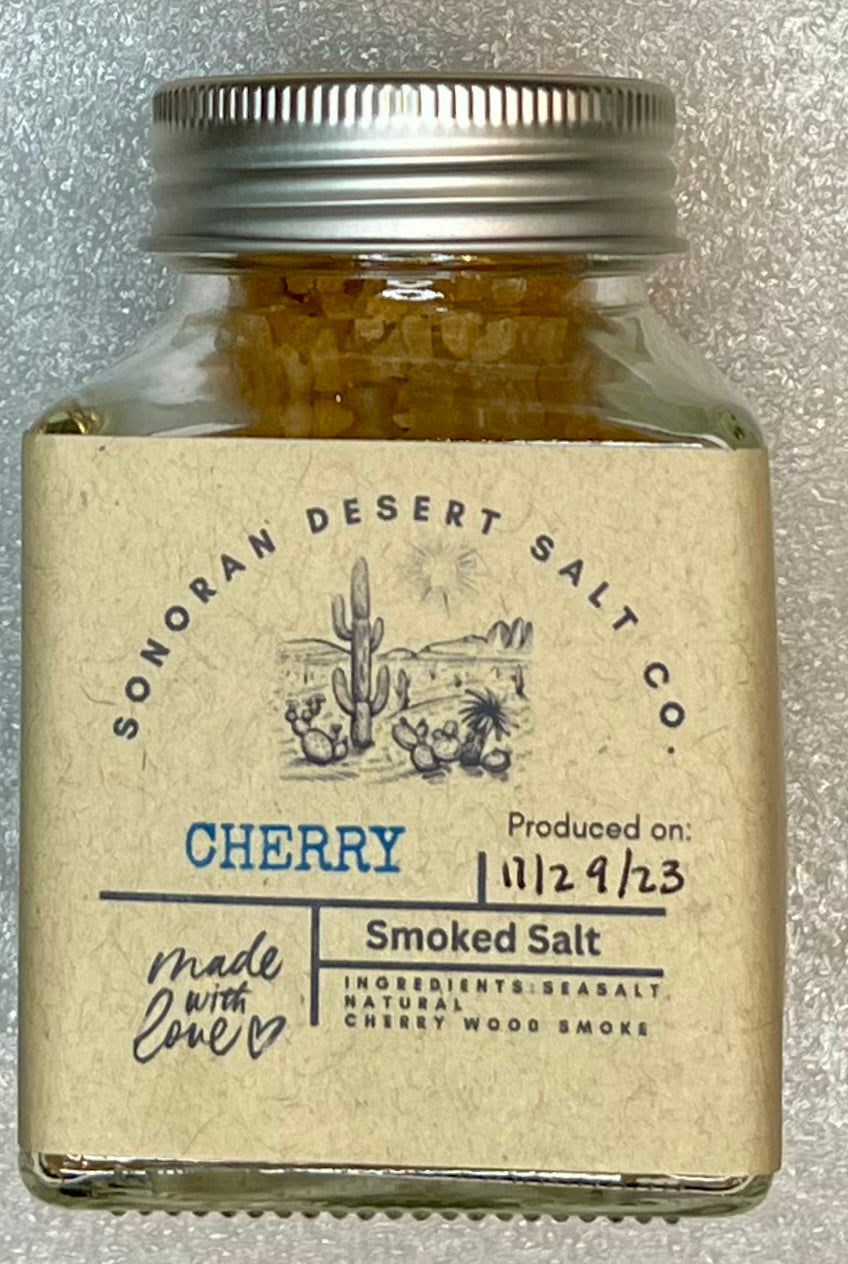 SONORAN DESERT SALT CO.
CHERRY
Produced on:
11/29/23
Smoked Salt
made
with
love
INGREDIENTS:SEASALT,
NATURAL
CHERRY WOOD SMOKE